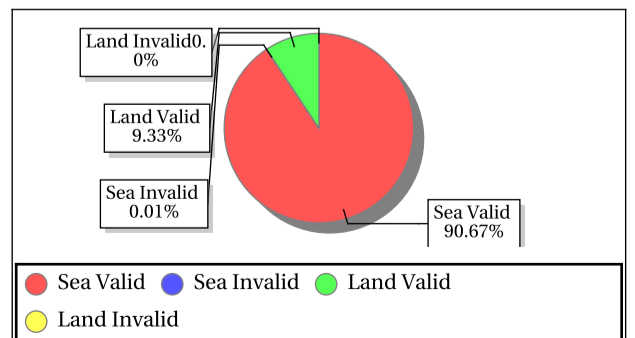 Land Invalid0.
0%
Land Valid
9.33%
Sea Invalid
0.01%
Sea Valid
90.67%
Sea Valid
Sea Invalid
Land Valid
Land Invalid